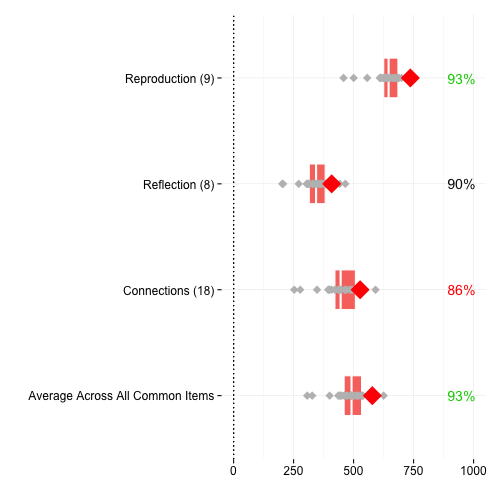 Reproduction (9)
93%
Reflection (8)
90%
Connections (18)
86%
Average Across All Common Items
93%
0 250 500 750 1000